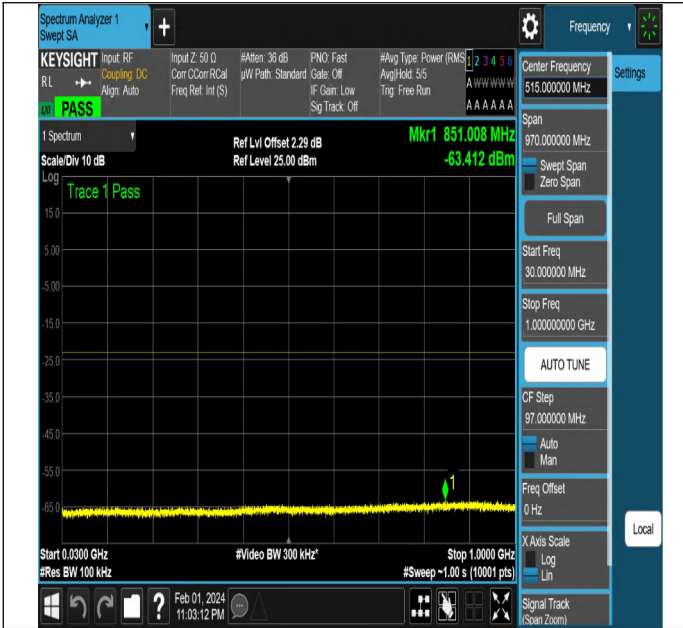 Spectrum Analyzer 1
Swept SA
+
Frequency
KEYSIGHT
RL
LXI
PASS
Input: RF
Coupling: DC
Align: Auto
Input Z: 50 Ω
Corr CCorr RCal
Freq Ref: Int (S)
#Atten: 36 dB
µW Path: Standard
PNO: Fast
Gate: Off
IF Gain: Low
Sig Track: Off
#Avg Type: Power (RMS
Avg|Hold: 5/5
Trig: Free Run
1 2 3 4 5 6
A W W W W W
A A A A A A
1 Spectrum
Scale/Div 10 dB
Ref Lvl Offset 2.29 dB
Ref Level 25.00 dBm
Mkr1 851.008 MHz
-63.412 dBm
Log
Trace 1 Pass
15.0
5.00
-5.00
-15.0
-25.0
-35.0
-45.0
-55.0
-65.0
1
Start 0.0300 GHz
#Res BW 100 kHz
#Video BW 300 kHz*
Stop 1.0000 GHz
#Sweep ~1.00 s (10001 pts)
?
Feb 01, 2024
11:03:12 PM
Center Frequency
515.000000 MHz
Span
970.000000 MHz
Swept Span
Zero Span
Full Span
Start Freq
30.000000 MHz
Stop Freq
1.000000000 GHz
AUTO TUNE
CF Step
97.000000 MHz
Auto
Man
Freq Offset
0 Hz
X Axis Scale
Log
Lin
Signal Track
(Span Zoom)
Settings
Local